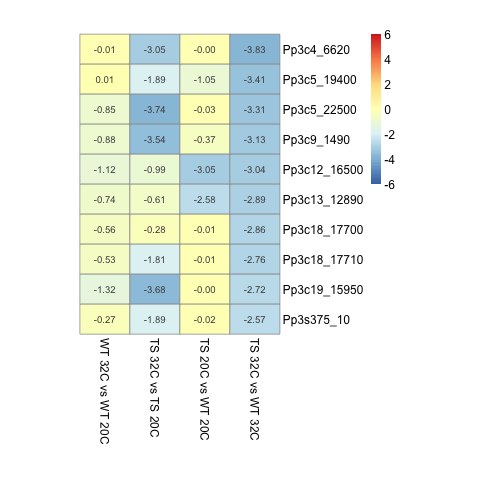 -0.01 -3.05 -0.00 -3.83 Pp3c4_6620
0.01 -1.89 -1.05 -3.41 Pp3c5_19400
-0.85 -3.74 -0.03 -3.31 Pp3c5_22500
-0.88 -3.54 -0.37 -3.13 Pp3c9_1490
-1.12 -0.99 -3.05 -3.04 Pp3c12_16500
-0.74 -0.61 -2.58 -2.89 Pp3c13_12890
-0.56 -0.28 -0.01 -2.86 Pp3c18_17700
-0.53 -1.81 -0.01 -2.76 Pp3c18_17710
-1.32 -3.68 -0.00 -2.72 Pp3c19_15950
-0.27 -1.89 -0.02 -2.57 Pp3s375_10
WT 32C vs WT 20C
TS 32C vs TS 20C
TS 20C vs WT 20C
TS 32C vs WT 32C
6
4
2
0
-2
-4
-6